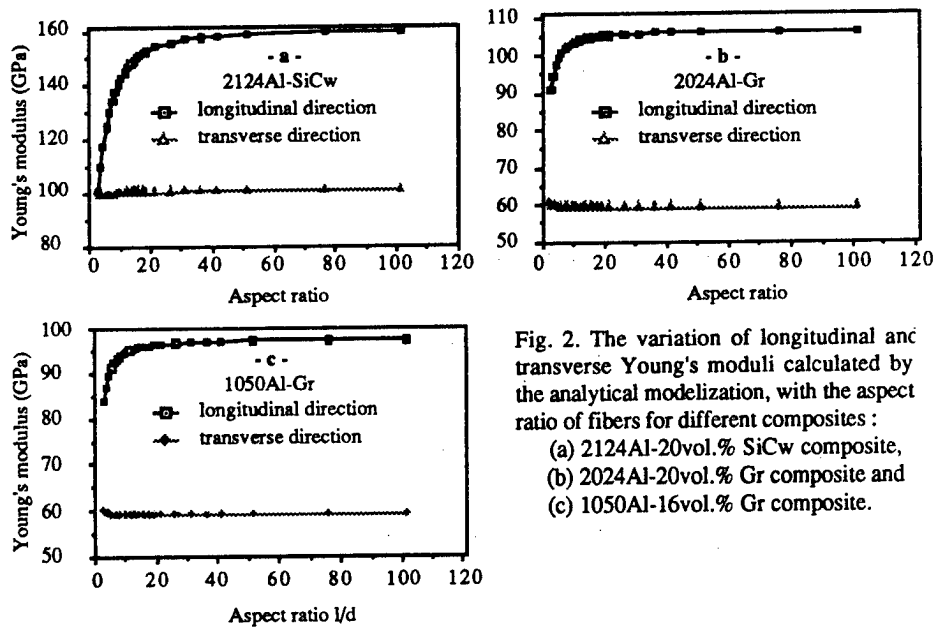 Young's modulus (GPa)
160
140
120
100
80
- a -
2124Al-SiCw
longitudinal direction
transverse direction
0 20 40 60 80 100 120
Aspect ratio
110
100
90
80
70
60
50
- b -
2024Al-Gr
longitudinal direction
transverse direction
0 20 40 60 80 100 120
Aspect ratio
Young's modulus (GPa)
100
90
80
70
60
50
- c -
1050Al-Gr
longitudinal direction
transverse direction
0 20 40 60 80 100 120
Aspect ratio l/d
Fig. 2. The variation of longitudinal and
transverse Young's moduli calculated by
the analytical modelization, with the aspect
ratio of fibers for different composites :
(a) 2124Al-20vol.% SiCw composite,
(b) 2024Al-20vol.% Gr composite and
(c) 1050Al-16vol.% Gr composite.